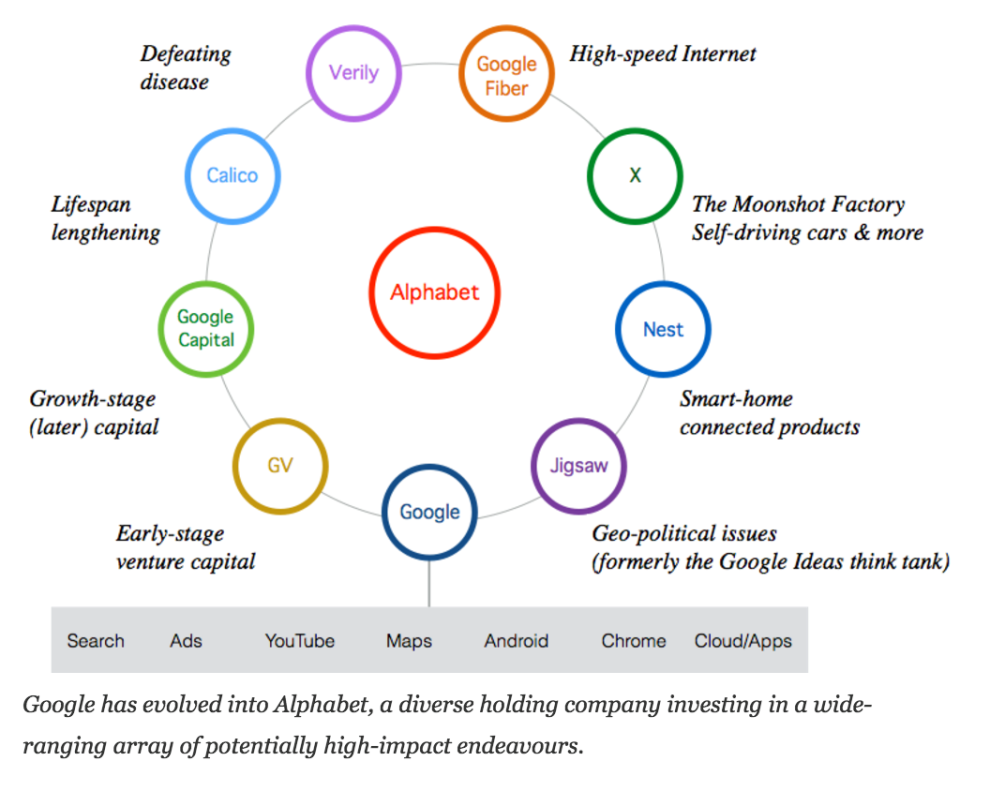 Defeating
disease
Verily
Google
Fiber
High-speed Internet
Calico
X
Lifespan
lengthening
The Moonshot Factory
Self-driving cars & more
Alphabet
Google
Capital
Nest
Growth-stage
(later) capital
Smart-home
connected products
GV
Jigsaw
Google
Early-stage
venture capital
Geo-political issues
(formerly the Google Ideas think tank)
Search Ads YouTube Maps Android Chrome Cloud/Apps
Google has evolved into Alphabet, a diverse holding company investing in a wide-
ranging array of potentially high-impact endeavours.